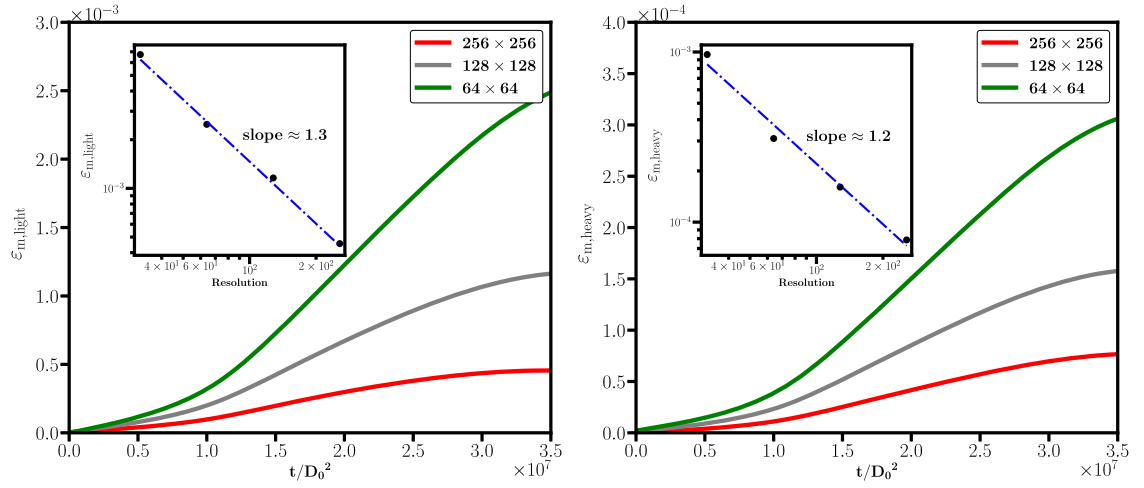 ×10⁻³
3.0
2.5
2.0
1.5
1.0
0.5
0.0
ε_m,light
0.0 0.5 1.0 1.5 2.0 2.5 3.0 3.5
×10⁷
t/D₀²
256 × 256
128 × 128
64 × 64
slope ≈ 1.3
ε_m,light
10⁻³
4 × 10¹ 6 × 10¹ 10² 2 × 10²
Resolution
×10⁻⁴
4.0
3.5
3.0
2.5
2.0
1.5
1.0
0.5
0.0
ε_m,heavy
0.0 0.5 1.0 1.5 2.0 2.5 3.0 3.5
×10⁷
t/D₀²
256 × 256
128 × 128
64 × 64
slope ≈ 1.2
ε_m,heavy
10⁻³
10⁻⁴
4 × 10¹ 6 × 10¹ 10² 2 × 10²
Resolution